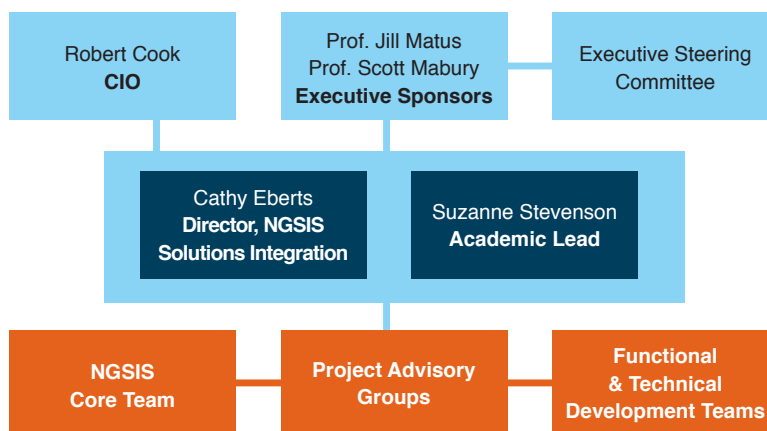 Robert Cook
CIO
Prof. Jill Matus
Prof. Scott Mabury
Executive Sponsors
Executive Steering
Committee
Cathy Eberts
Director, NGSIS
Solutions Integration
Suzanne Stevenson
Academic Lead
NGSIS
Core Team
Project Advisory
Groups
Functional
& Technical
Development Teams